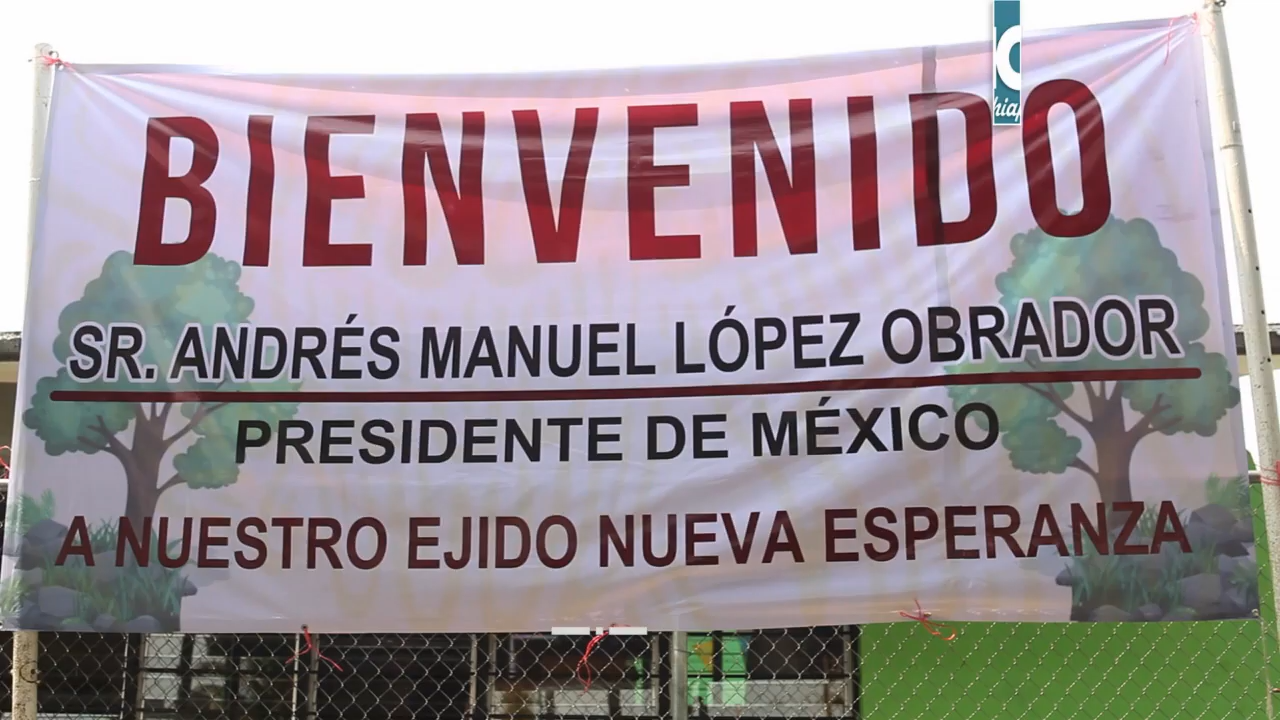 BIENVENIDO
SR. ANDRÉS MANUEL LÓPEZ OBRADOR
PRESIDENTE DE MÉXICO
A NUESTRO EJIDO NUEVA ESPERANZA